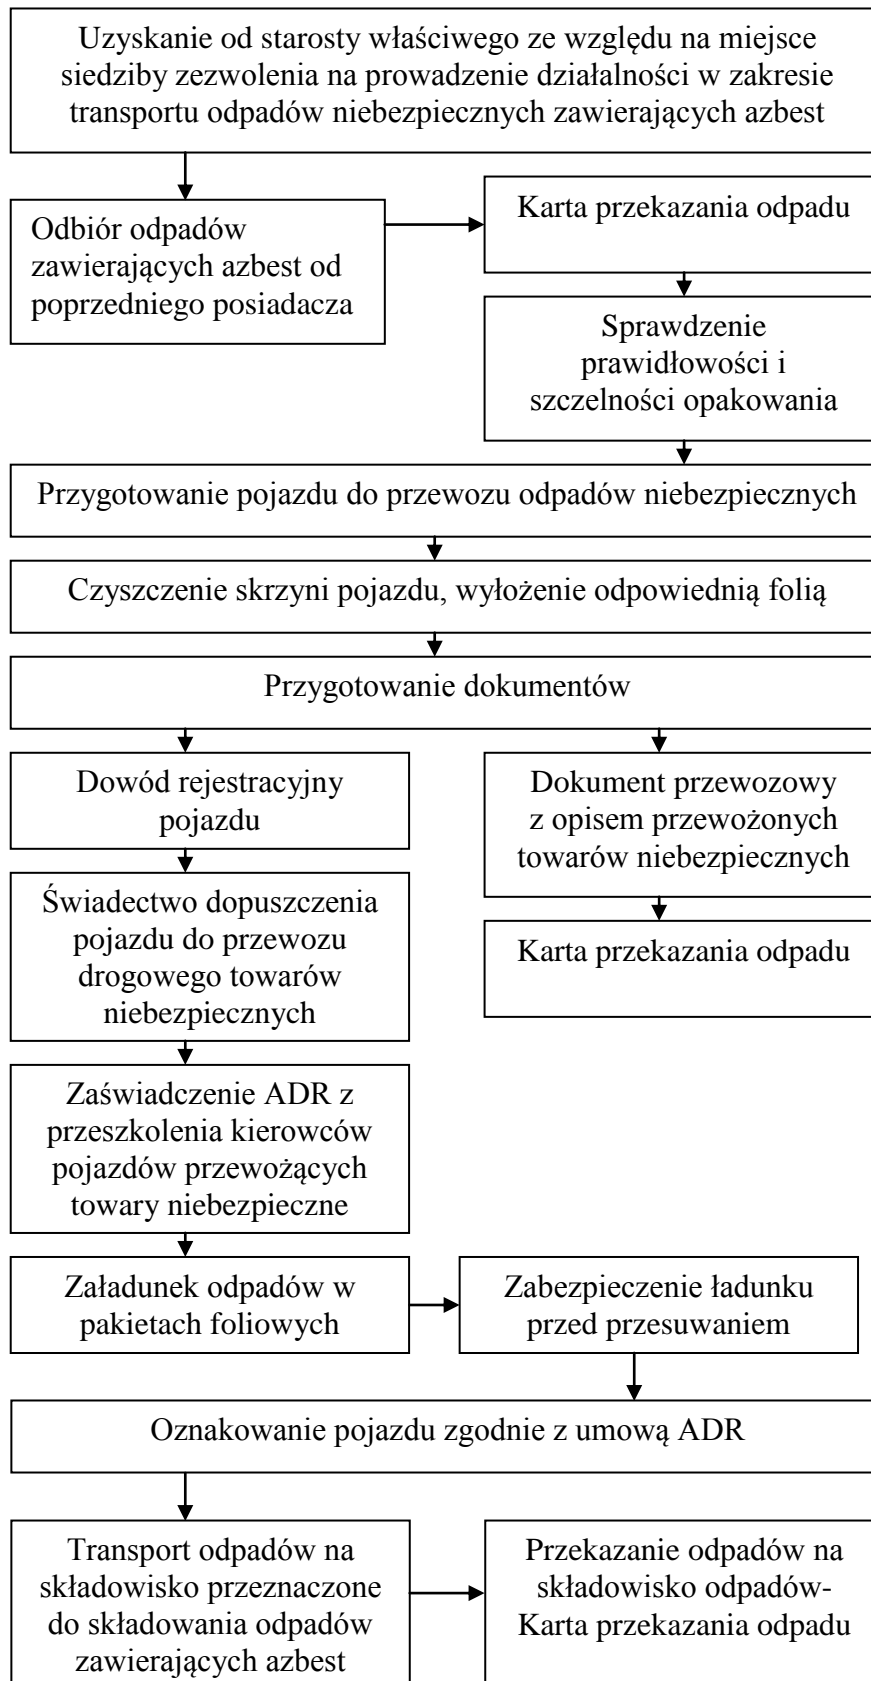 Uzyskanie od starosty właściwego ze względu na miejsce
siedziby zezwolenia na prowadzenie działalności w zakresie
transportu odpadów niebezpiecznych zawierających azbest
Odbiór odpadów
zawierających azbest od
poprzedniego posiadacza
Karta przekazania odpadu
Sprawdzenie
prawidłowości i
szczelności opakowania
Przygotowanie pojazdu do przewozu odpadów niebezpiecznych
Czyszczenie skrzyni pojazdu, wyłożenie odpowiednią folią
Przygotowanie dokumentów
Dowód rejestracyjny
pojazdu
Świadectwo dopuszczenia
pojazdu do przewozu
drogowego towarów
niebezpiecznych
Zaświadczenie ADR z
przeszkolenia kierowców
pojazdów przewożących
towary niebezpieczne
Dokument przewozowy
z opisem przewożonych
towarów niebezpiecznych
Karta przekazania odpadu
Załadunek odpadów w
pakietach foliowych
Zabezpieczenie ładunku
przed przesuwaniem
Oznakowanie pojazdu zgodnie z umową ADR
Transport odpadów na
składowisko przeznaczone
do składowania odpadów
zawierających azbest
Przekazanie odpadów na
składowisko odpadów-
Karta przekazania odpadu